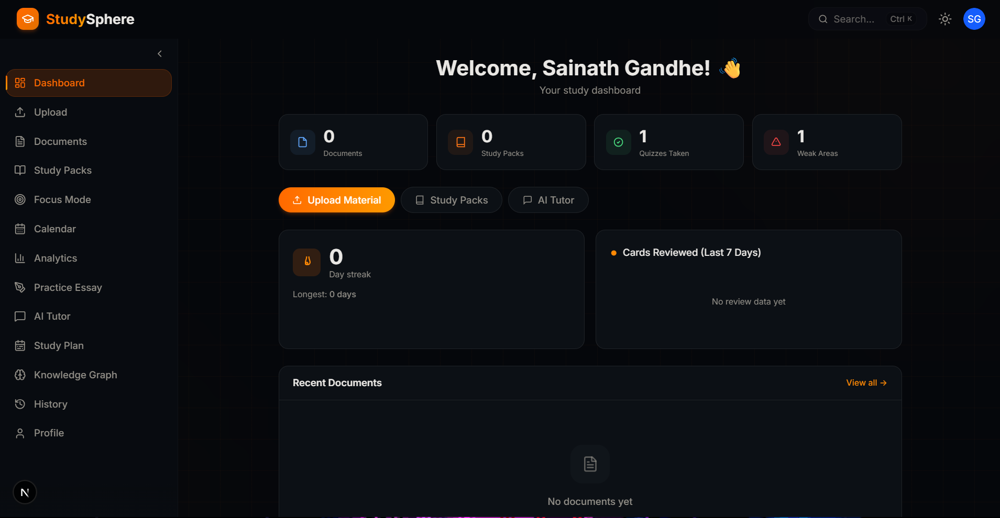 StudySphere
Search... Ctrl K
SG
Dashboard
Upload
Documents
Study Packs
Focus Mode
Calendar
Analytics
Practice Essay
AI Tutor
Study Plan
Knowledge Graph
History
Profile
N
Welcome, Sainath Gandhe! 👋
Your study dashboard
0
Documents
0
Study Packs
1
Quizzes Taken
1
Weak Areas
Upload Material
Study Packs
AI Tutor
0
Day streak
Longest: 0 days
Cards Reviewed (Last 7 Days)
No review data yet
Recent Documents
View all →
No documents yet